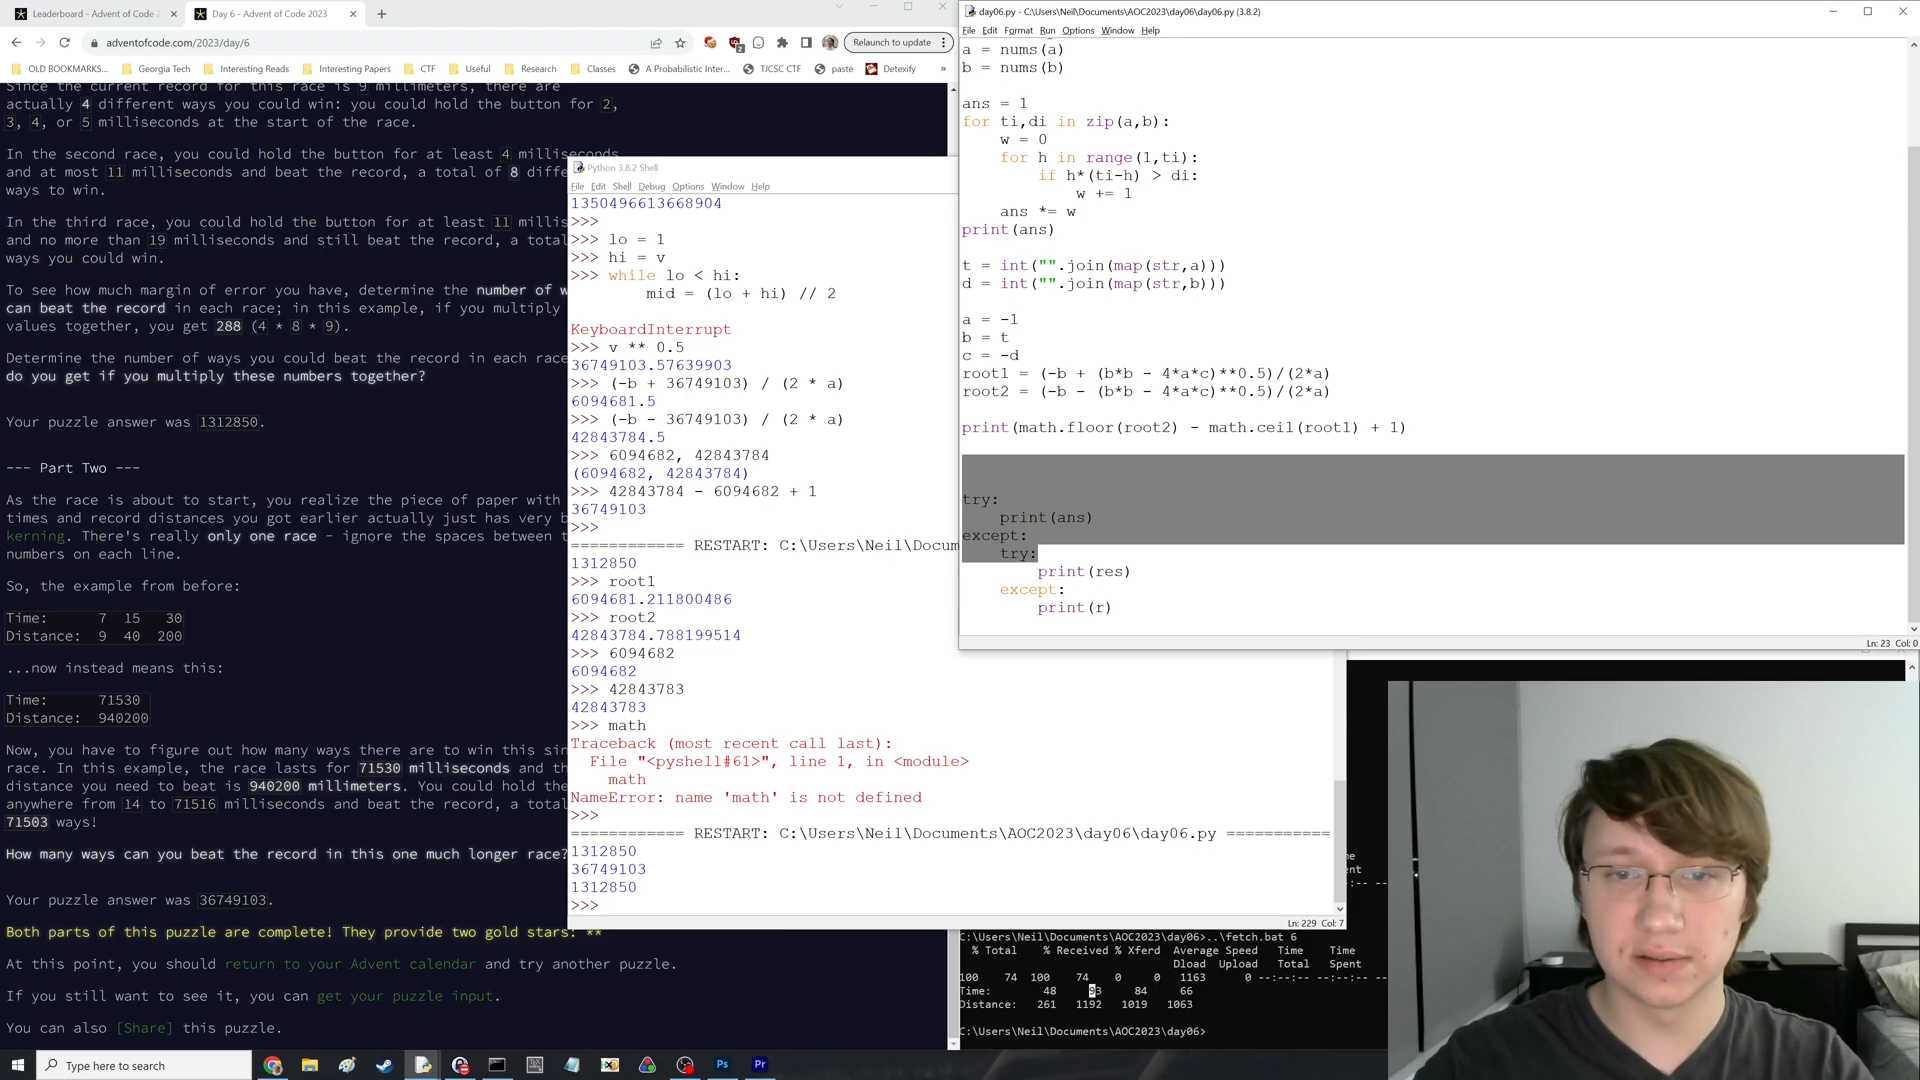 Leaderboard - Advent of Code 2
Day 6 - Advent of Code 2023
adventofcode.com/2023/day/6
Relaunch to update
OLD BOOKMARKS...
Georgia Tech
Interesting Reads
Interesting Papers
CTF
Useful
Research
Classes
A Probabilistic Inter...
TJCSC CTF
paste
Detexify
»
Since the current record for this race is 9 millimeters, there are
actually 4 different ways you could win: you could hold the button for 2,
3, 4, or 5 milliseconds at the start of the race.
In the second race, you could hold the button for at least 4 milliseconds
and at most 11 milliseconds and beat the record, a total of 8 diffe
ways to win.
In the third race, you could hold the button for at least 11 millis
and no more than 19 milliseconds and still beat the record, a total
ways you could win.
To see how much margin of error you have, determine the number of w
can beat the record in each race; in this example, if you multiply
values together, you get 288 (4 * 8 * 9).
Determine the number of ways you could beat the record in each race
do you get if you multiply these numbers together?
Your puzzle answer was 1312850.
--- Part Two ---
As the race is about to start, you realize the piece of paper with
times and record distances you got earlier actually just has very b
kerning. There's really only one race - ignore the spaces between t
numbers on each line.
So, the example from before:
Time: 7 15 30
Distance: 9 40 200
...now instead means this:
Time: 71530
Distance: 940200
Now, you have to figure out how many ways there are to win this sin
race. In this example, the race lasts for 71530 milliseconds and th
distance you need to beat is 940200 millimeters. You could hold the
anywhere from 14 to 71516 milliseconds and beat the record, a total
71503 ways!
How many ways can you beat the record in this one much longer race?
Your puzzle answer was 36749103.
Both parts of this puzzle are complete! They provide two gold stars: **
At this point, you should return to your Advent calendar and try another puzzle.
If you still want to see it, you can get your puzzle input.
You can also [Share] this puzzle.
Python 3.8.2 Shell
File Edit Shell Debug Options Window Help
1350496613668904
>>>
>>> lo = 1
>>> hi = v
>>> while lo < hi:
mid = (lo + hi) // 2
KeyboardInterrupt
>>> v ** 0.5
36749103.57639903
>>> (-b + 36749103) / (2 * a)
6094681.5
>>> (-b - 36749103) / (2 * a)
42843784.5
>>> 6094682, 42843784
(6094682, 42843784)
>>> 42843784 - 6094682 + 1
36749103
>>>
============ RESTART: C:\Users\Neil\Docum
1312850
>>> root1
6094681.211800486
>>> root2
42843784.788199514
>>> 6094682
6094682
>>> 42843783
42843783
>>> math
Traceback (most recent call last):
File "<pyshell#61>", line 1, in <module>
math
NameError: name 'math' is not defined
>>>
============ RESTART: C:\Users\Neil\Documents\AOC2023\day06\day06.py ===========
1312850
36749103
1312850
>>>
Ln: 229 Col: 7
day06.py - C:\Users\Neil\Documents\AOC2023\day06\day06.py (3.8.2)
File Edit Format Run Options Window Help
a = nums(a)
b = nums(b)
ans = 1
for ti,di in zip(a,b):
w = 0
for h in range(1,ti):
if h*(ti-h) > di:
w += 1
ans *= w
print(ans)
t = int("".join(map(str,a)))
d = int("".join(map(str,b)))
a = -1
b = t
c = -d
root1 = (-b + (b*b - 4*a*c)**0.5)/(2*a)
root2 = (-b - (b*b - 4*a*c)**0.5)/(2*a)
print(math.floor(root2) - math.ceil(root1) + 1)
try:
print(ans)
except:
try:
print(res)
except:
print(r)
Ln: 23 Col: 0
C:\Users\Neil\Documents\AOC2023\day06>..\fetch.bat 6
% Total % Received % Xferd Average Speed Time Time
Dload Upload Total Spent
100 74 100 74 0 0 1163 0 --:--:-- --:--:--
Time: 48 93 84 66
Distance: 261 1192 1019 1063
C:\Users\Neil\Documents\AOC2023\day06>
Type here to search
Ps
Pr